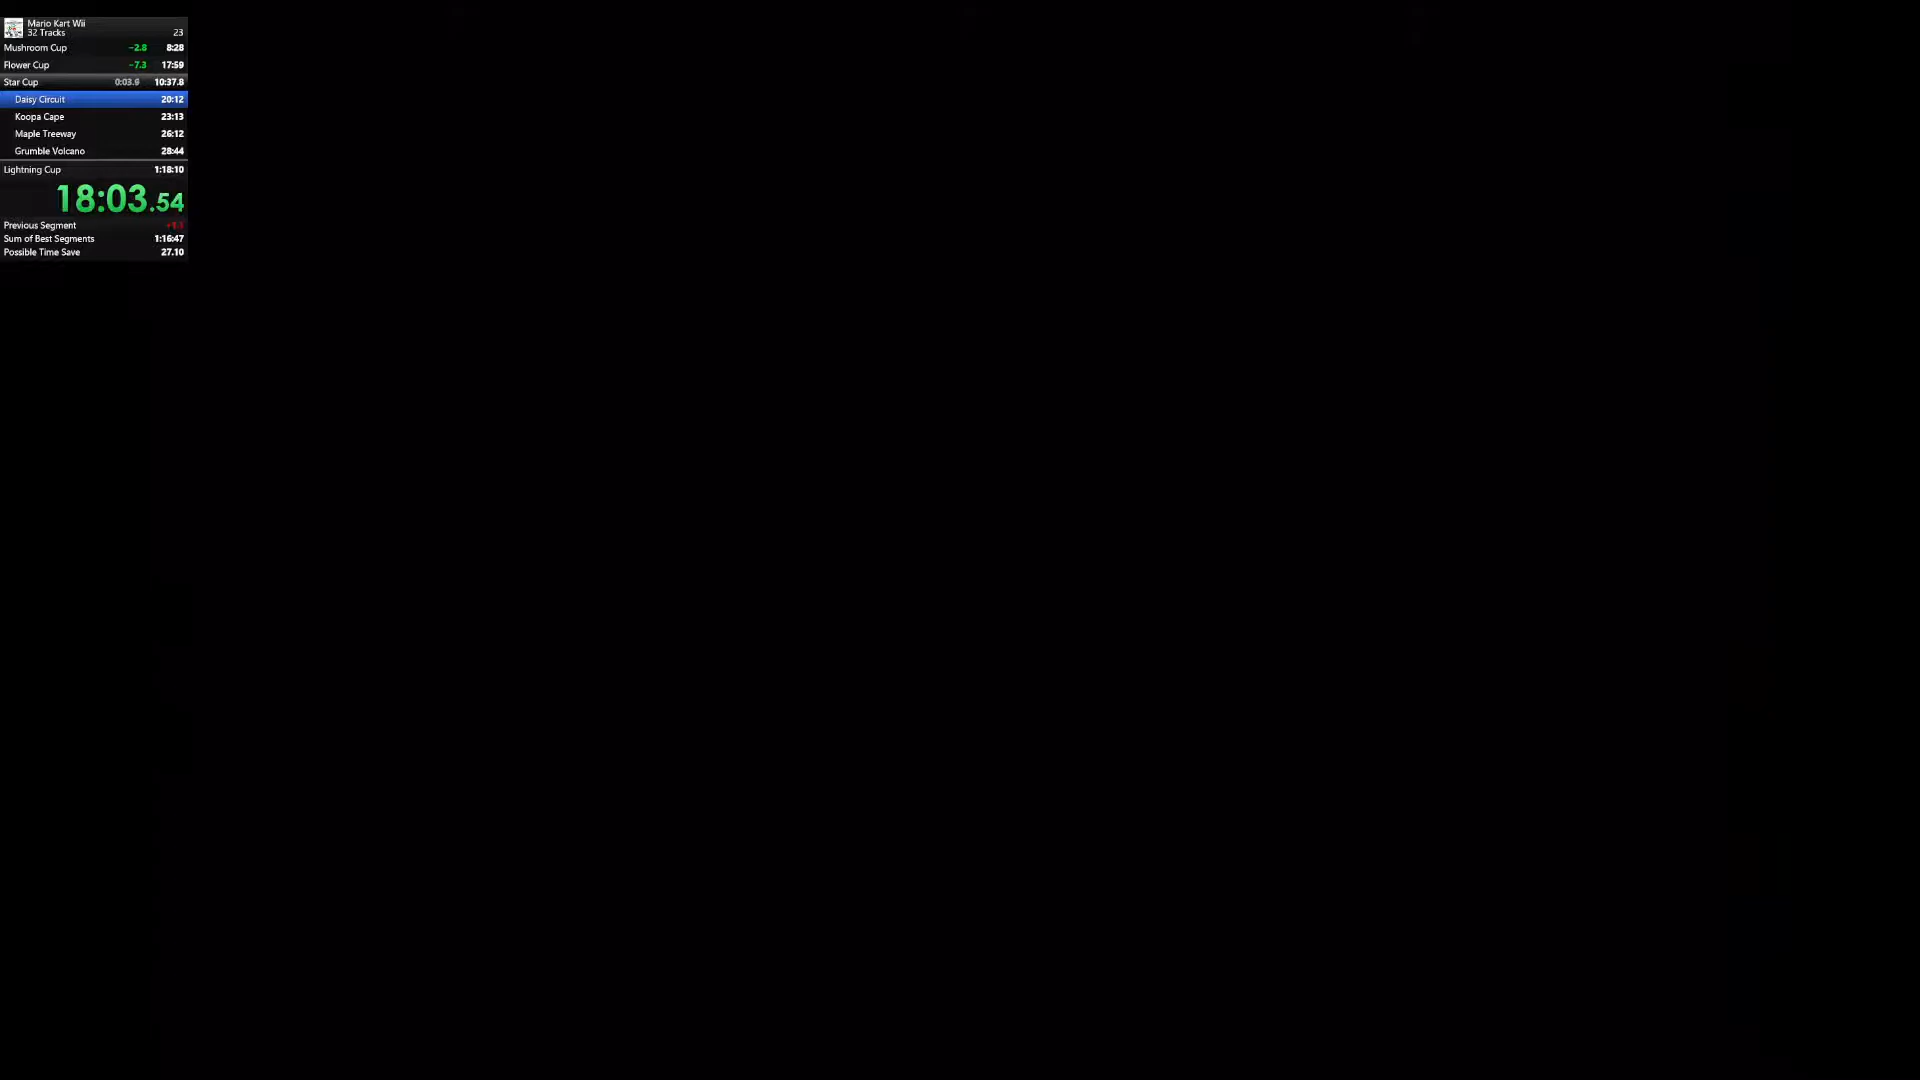 Mario Kart Wii
32 Tracks 23
Mushroom Cup −2.8 8:28
Flower Cup −7.3 17:59
Star Cup 0:03.9 10:37.8
Daisy Circuit 20:12
Koopa Cape 23:13
Maple Treeway 26:12
Grumble Volcano 28:44
Lightning Cup 1:18:10
18:03.54
Previous Segment
Sum of Best Segments 1:16:47
Possible Time Save 27.10